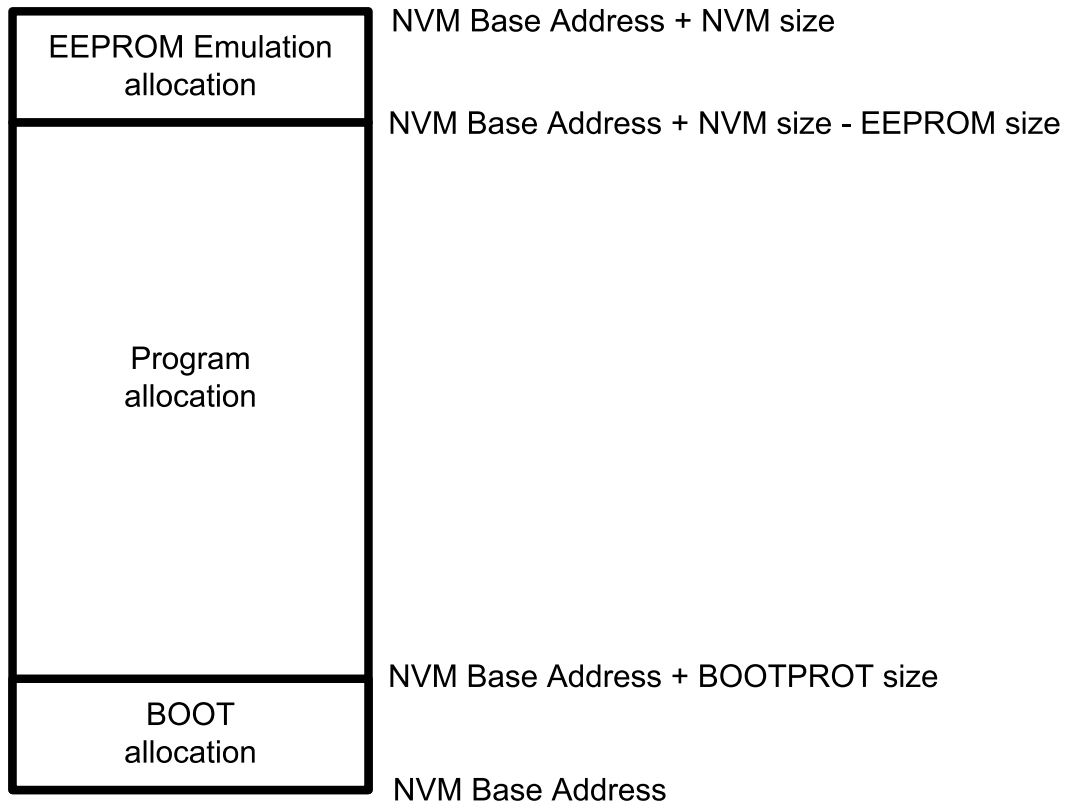 NVM Base Address + NVM size
EEPROM Emulation
allocation
NVM Base Address + NVM size - EEPROM size
Program
allocation
NVM Base Address + BOOTPROT size
BOOT
allocation
NVM Base Address